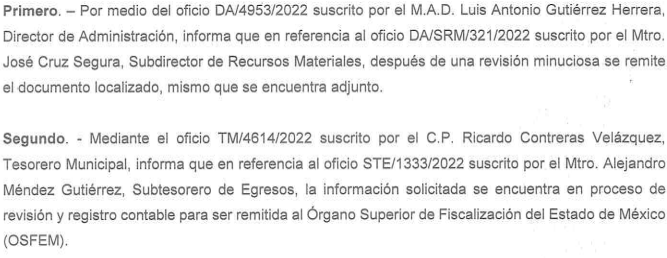 Primero. – Por medio del oficio DA/4953/2022 suscrito por el M.A.D. Luis Antonio Gutiérrez Herrera,
Director de Administración, informa que en referencia al oficio DA/SRM/321/2022 suscrito por el Mtro.
José Cruz Segura, Subdirector de Recursos Materiales, después de una revisión minuciosa se remite
el documento localizado, mismo que se encuentra adjunto.
Segundo. - Mediante el oficio TM/4614/2022 suscrito por el C.P. Ricardo Contreras Velázquez,
Tesorero Municipal, informa que en referencia al oficio STE/1333/2022 suscrito por el Mtro. Alejandro
Méndez Gutiérrez, Subtesorero de Egresos, la información solicitada se encuentra en proceso de
revisión y registro contable para ser remitida al Órgano Superior de Fiscalización del Estado de México
(OSFEM).